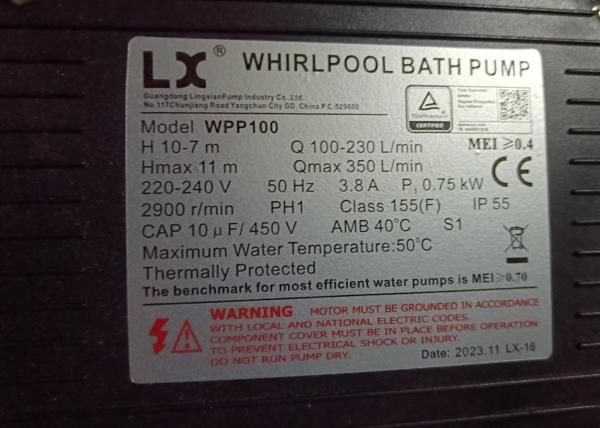 LX® WHIRLPOOL BATH PUMP
Guangdong LingxiaoPump Industry Co.,Ltd.
No.117Chunjiang Road Yangchun City GD. China P.C.:529600
CERTIFIED
Model WPP100
H 10-7 m Q 100-230 L/min MEI ≥0.4
Hmax 11 m Qmax 350 L/min CE
220-240 V 50 Hz 3.8 A P₁ 0.75 kW
2900 r/min PH1 Class 155(F) IP 55
CAP 10 μF/ 450 V AMB 40°C S1
Maximum Water Temperature:50°C
Thermally Protected
The benchmark for most efficient water pumps is MEI ≥0.70
WARNING MOTOR MUST BE GROUNDED IN ACCORDANCE
WITH LOCAL AND NATIONAL ELECTRIC CODES.
COMPONENT COVER MUST BE IN PLACE BEFORE OPERATION
TO PREVENT ELECTRICAL SHOCK OR INJURY.
DO NOT RUN PUMP DRY.
Date: 2023.11 LX-16